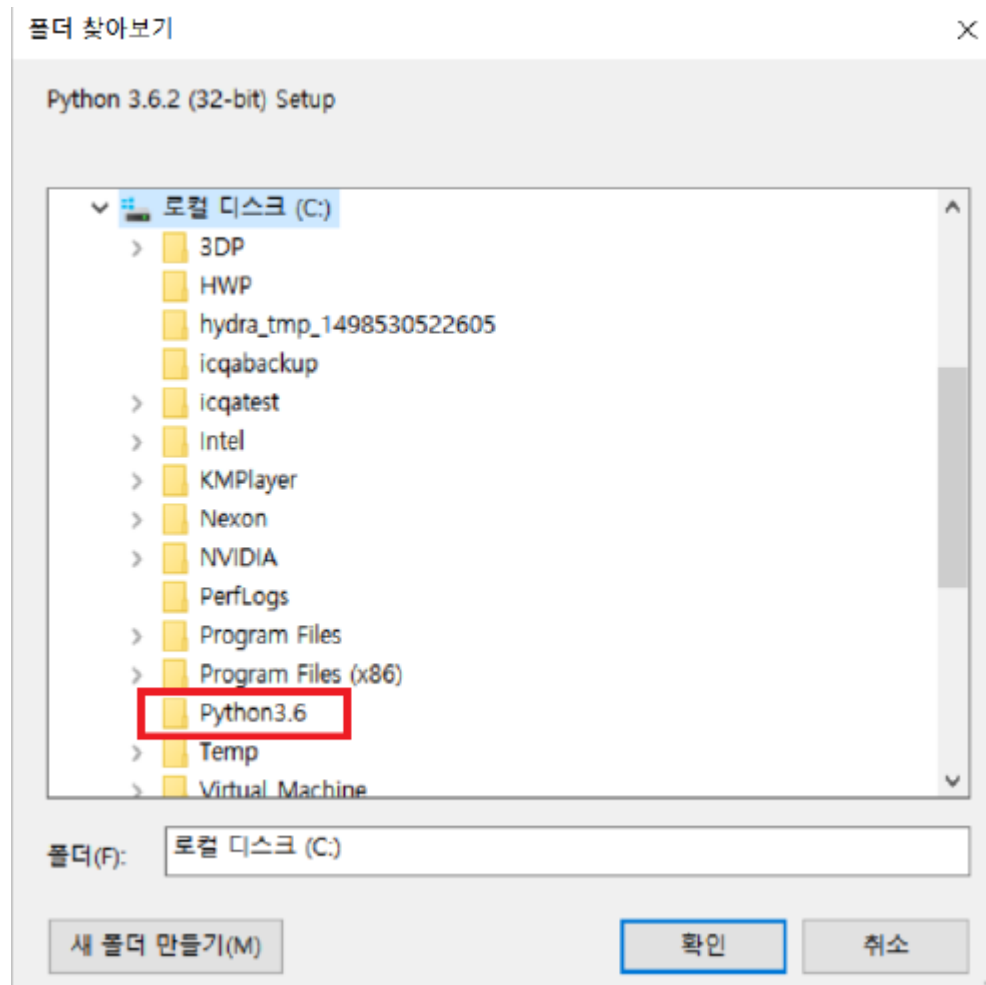 폴더 찾아보기
Python 3.6.2 (32-bit) Setup
로컬 디스크 (C:)
3DP
HWP
hydra_tmp_1498530522605
icqabackup
icqatest
Intel
KMPlayer
Nexon
NVIDIA
PerfLogs
Program Files
Program Files (x86)
Python3.6
Temp
Virtual Machine
폴더(F): 로컬 디스크 (C:)
새 폴더 만들기(M) 확인 취소